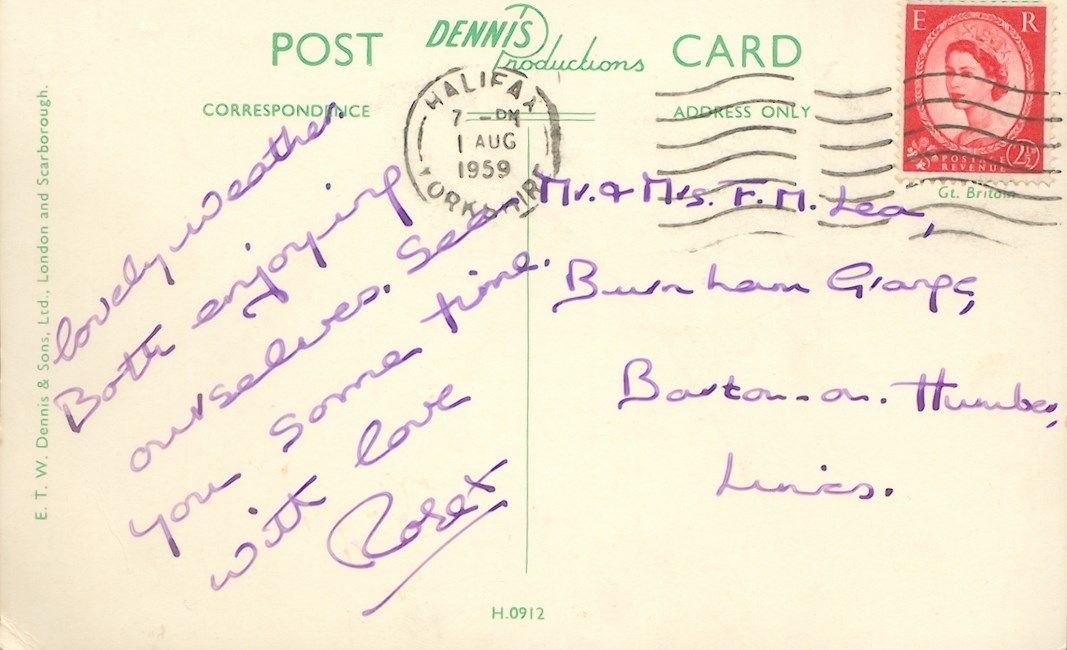 POST DENNIS Productions CARD
CORRESPONDENCE
ADDRESS ONLY
HALIFAX
7 - PM
1 AUG
1959
YORKSHIRE
E R
POSTAGE
REVENUE
2½
Gt. Britain
lovely weather.
Both enjoying
ourselves. See
you some time.
with love
Rose x
Mr. & Mrs. F. M. Lea,
Burnham
Barton-on-Humber,
Lincs.
E. T. W. Dennis & Sons, Ltd., London and Scarborough.
H.0912